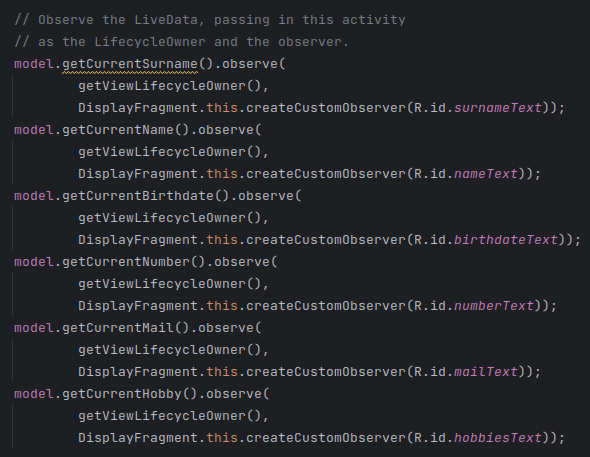 // Observe the LiveData, passing in this activity
// as the LifecycleOwner and the observer.
model.getCurrentSurname().observe(
        getViewLifecycleOwner(),
        DisplayFragment.this.createCustomObserver(R.id.surnameText));
model.getCurrentName().observe(
        getViewLifecycleOwner(),
        DisplayFragment.this.createCustomObserver(R.id.nameText));
model.getCurrentBirthdate().observe(
        getViewLifecycleOwner(),
        DisplayFragment.this.createCustomObserver(R.id.birthdateText));
model.getCurrentNumber().observe(
        getViewLifecycleOwner(),
        DisplayFragment.this.createCustomObserver(R.id.numberText));
model.getCurrentMail().observe(
        getViewLifecycleOwner(),
        DisplayFragment.this.createCustomObserver(R.id.mailText));
model.getCurrentHobby().observe(
        getViewLifecycleOwner(),
        DisplayFragment.this.createCustomObserver(R.id.hobbiesText));